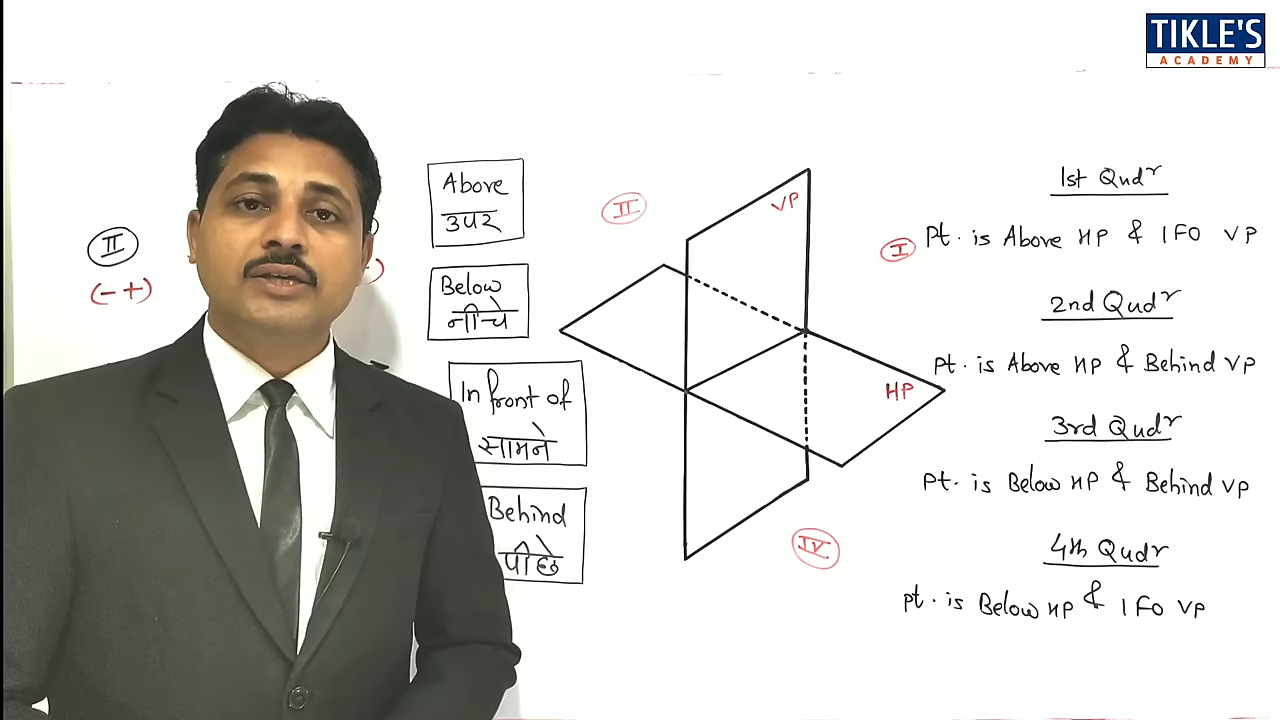 TIKLE'S
ACADEMY
II
(- +)
Above
उपर
Below
नीचे
In front of
सामने
Behind
पीछे
II
VP
HP
IV
1st Qudr
I Pt. is Above HP & IFO VP
2nd Qudr
Pt. is Above HP & Behind VP
3rd Qudr
Pt. is Below HP & Behind VP
4th Qudr
Pt. is Below HP & IFO VP